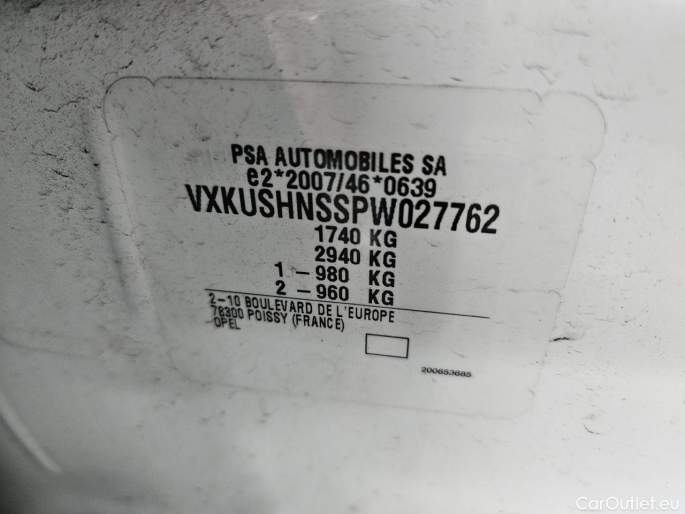 PSA AUTOMOBILES SA
e2*2007/46*0639
VXKUSHNSSPW027762
1740 KG
2940 KG
1 – 980 KG
2 – 960 KG
2–10 BOULEVARD DE L'EUROPE
78300 POISSY (FRANCE)
OPEL
200653685
CarOutlet.eu